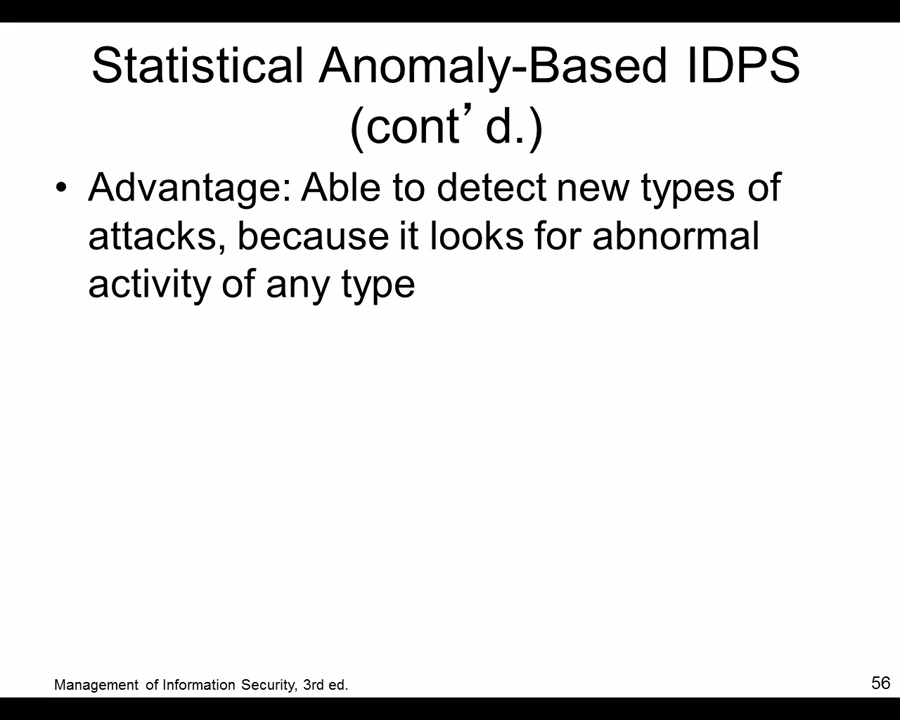 Statistical Anomaly-Based IDPS
(cont’d.)
• Advantage: Able to detect new types of
attacks, because it looks for abnormal
activity of any type
Management of Information Security, 3rd ed.
56